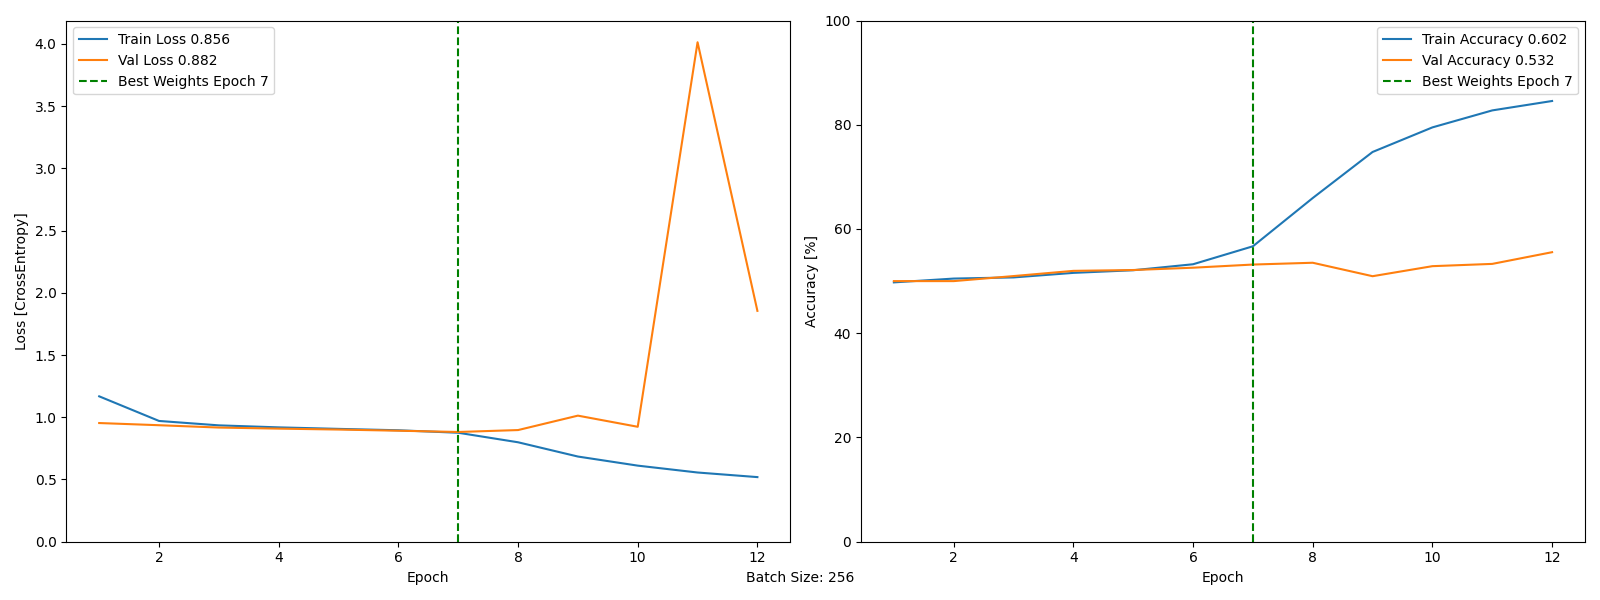 Train Loss 0.856
Val Loss 0.882
Best Weights Epoch 7
Loss [CrossEntropy]
4.0
3.5
3.0
2.5
2.0
1.5
1.0
0.5
0.0
2 4 6 8 10 12
Epoch
Train Accuracy 0.602
Val Accuracy 0.532
Best Weights Epoch 7
Accuracy [%]
100
80
60
40
20
0
2 4 6 8 10 12
Epoch
Batch Size: 256